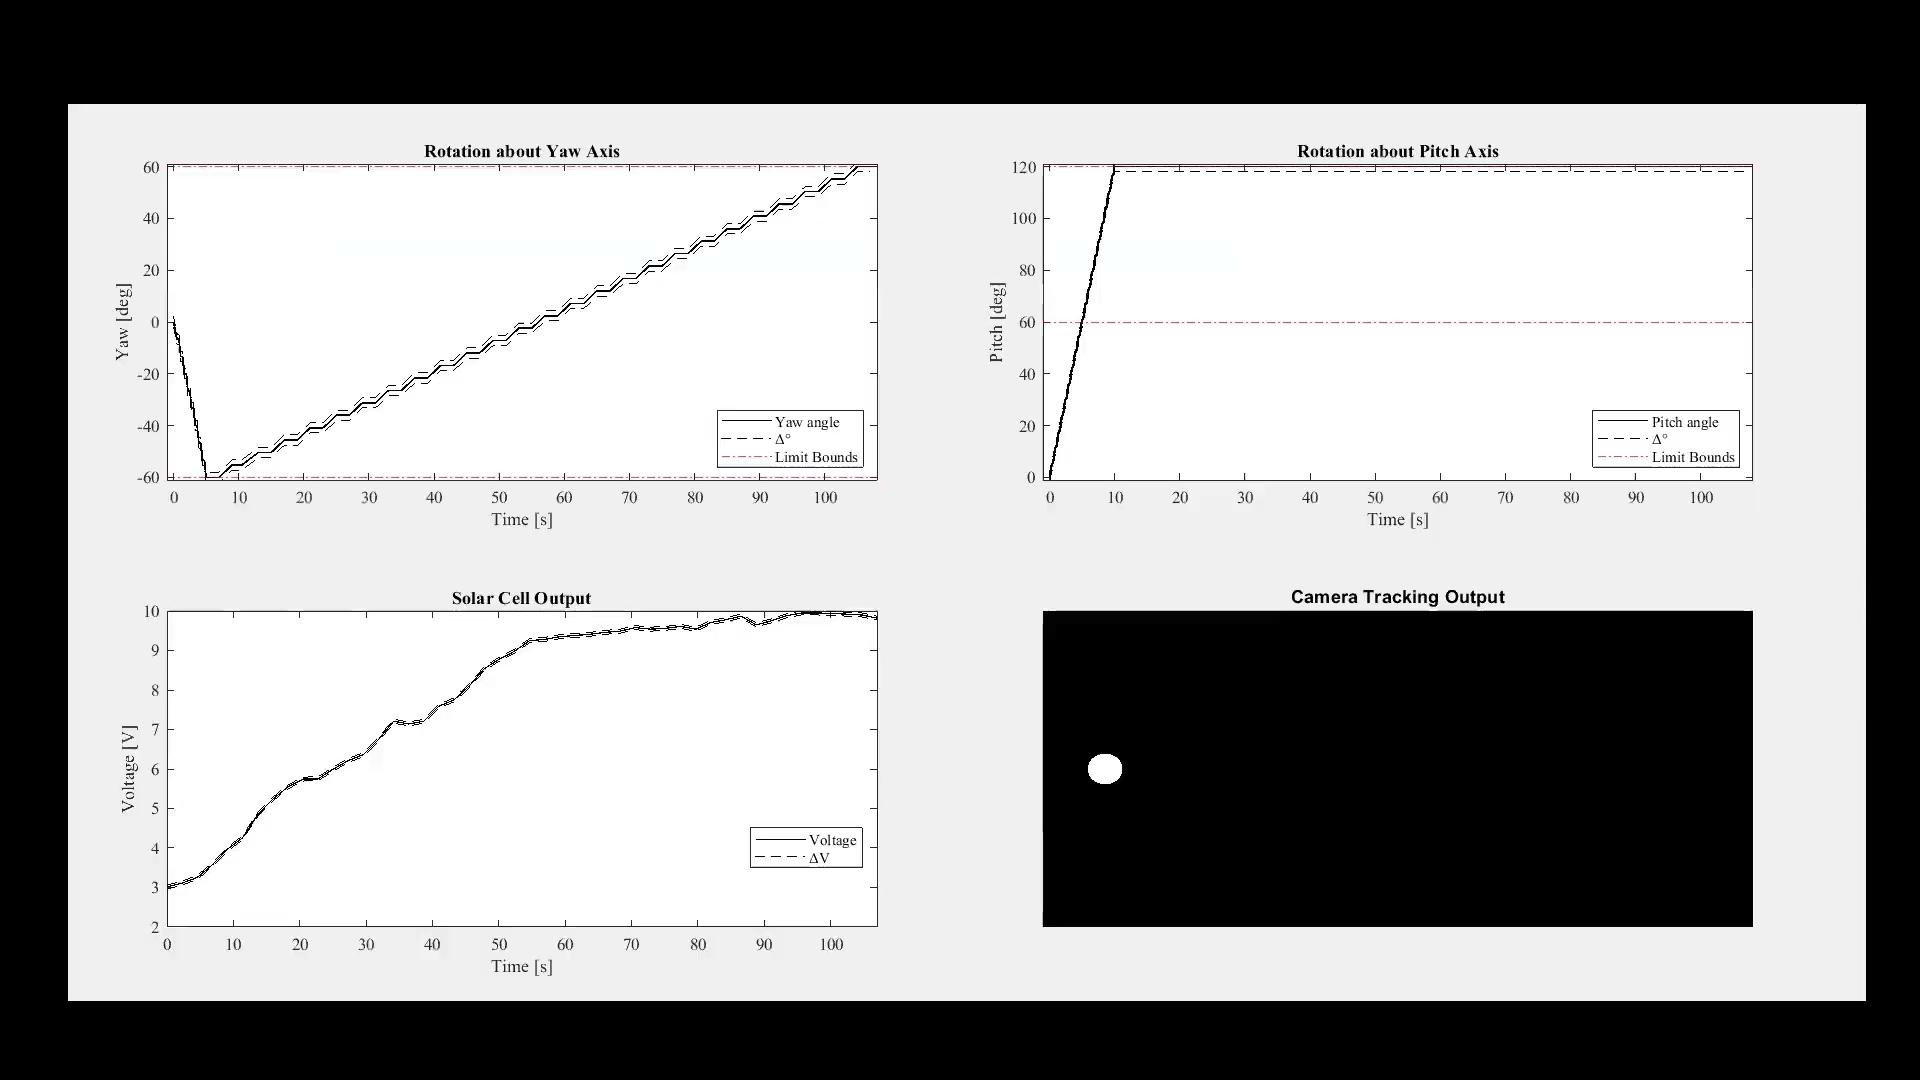 Rotation about Yaw Axis
60
40
20
0
-20
-40
-60
Yaw [deg]
0 10 20 30 40 50 60 70 80 90 100
Time [s]
Yaw angle
Δ°
Limit Bounds
Rotation about Pitch Axis
120
100
80
60
40
20
0
Pitch [deg]
0 10 20 30 40 50 60 70 80 90 100
Time [s]
Pitch angle
Δ°
Limit Bounds
Solar Cell Output
10
9
8
7
6
5
4
3
2
Voltage [V]
0 10 20 30 40 50 60 70 80 90 100
Time [s]
Voltage
ΔV
Camera Tracking Output